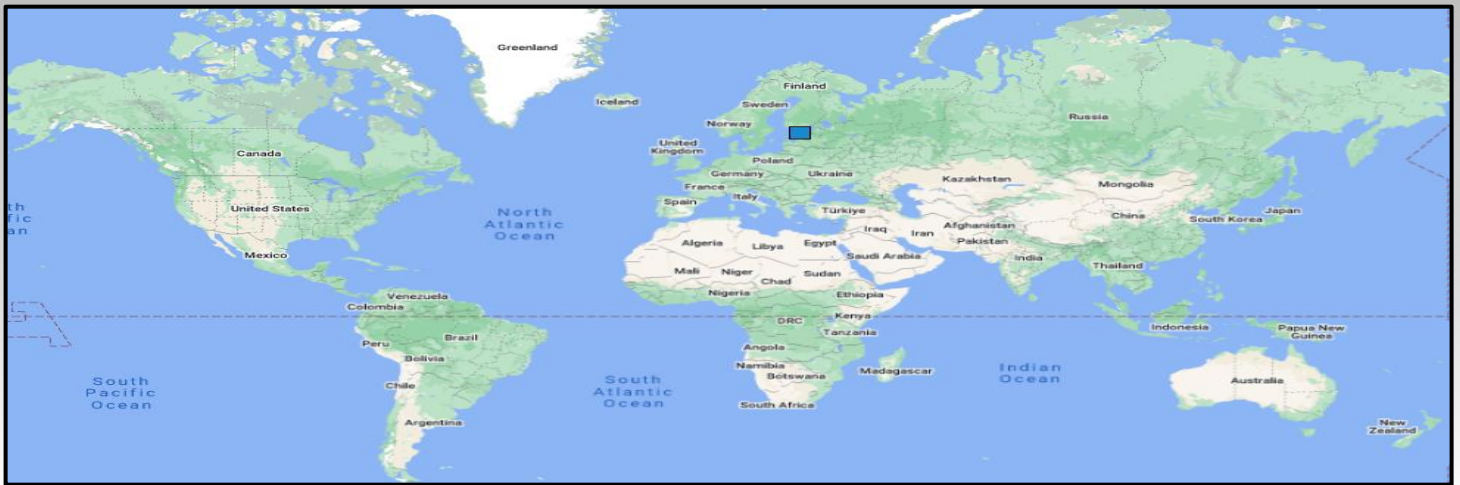 Greenland
Finland
Iceland
Sweden
Russia
Norway
Canada
United
Kingdom
Poland
Germany
Ukraine
Kazakhstan
Mongolia
France
Italy
Spain
United States
North
Atlantic
Ocean
Türkiye
China
South Korea
Japan
Iraq
Iran
Afghanistan
Pakistan
Algeria
Libya
Egypt
Saudi Arabia
Mexico
India
Thailand
Mali
Niger
Chad
Sudan
Venezuela
Nigeria
Ethiopia
Colombia
DRC
Kenya
Tanzania
Indonesia
Papua New
Guinea
Brazil
Peru
Bolivia
Angola
Namibia
Botswana
Madagascar
Indian
Ocean
Australia
South
Pacific
Ocean
Chile
South
Atlantic
Ocean
South Africa
Argentina
New
Zealand
th
fic
an